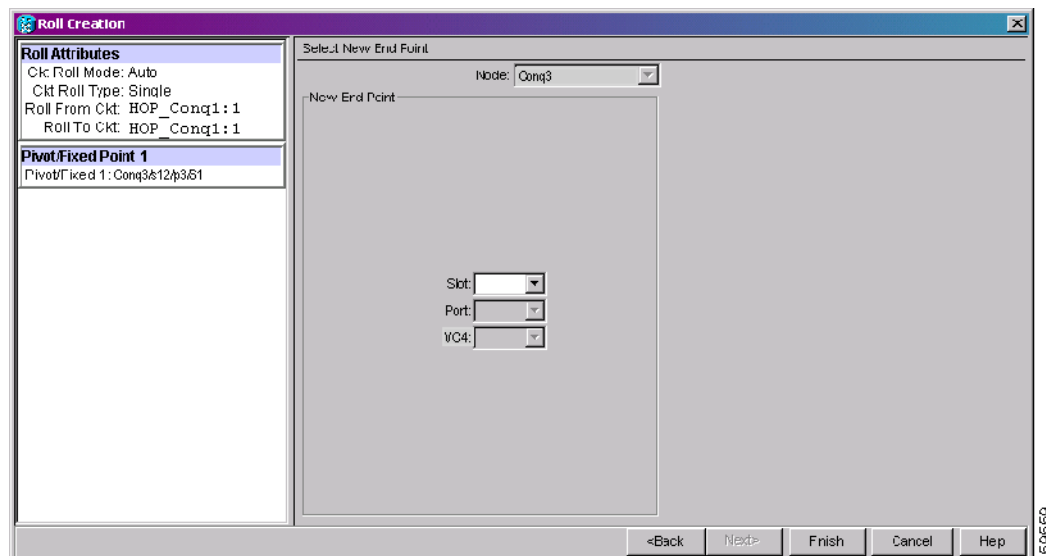 Roll Creation
Roll Attributes
Ckt Roll Mode: Auto
Ckt Roll Type: Single
Roll From Ckt: HOP_Conq1:1
Roll To Ckt: HOP_Conq1:1
Pivot/Fixed Point 1
Pivot/Fixed 1: Conq3/s12/p3/S1
Select New End Point
Node: Conq3
New End Point
Slot:
Port:
VC4:
<Back
Next>
Finish
Cancel
Help